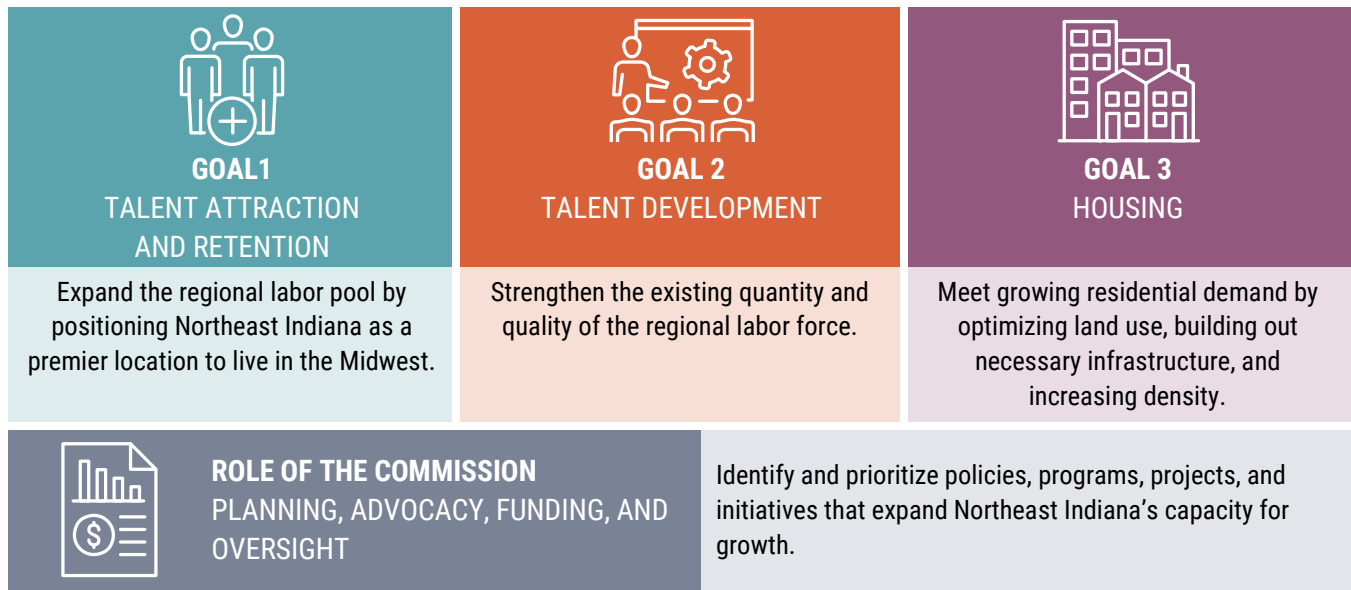 GOAL1
TALENT ATTRACTION
AND RETENTION
Expand the regional labor pool by
positioning Northeast Indiana as a
premier location to live in the Midwest.
GOAL 2
TALENT DEVELOPMENT
Strengthen the existing quantity and
quality of the regional labor force.
GOAL 3
HOUSING
Meet growing residential demand by
optimizing land use, building out
necessary infrastructure, and
increasing density.
ROLE OF THE COMMISSION
PLANNING, ADVOCACY, FUNDING, AND
OVERSIGHT
Identify and prioritize policies, programs, projects, and
initiatives that expand Northeast Indiana’s capacity for
growth.
$